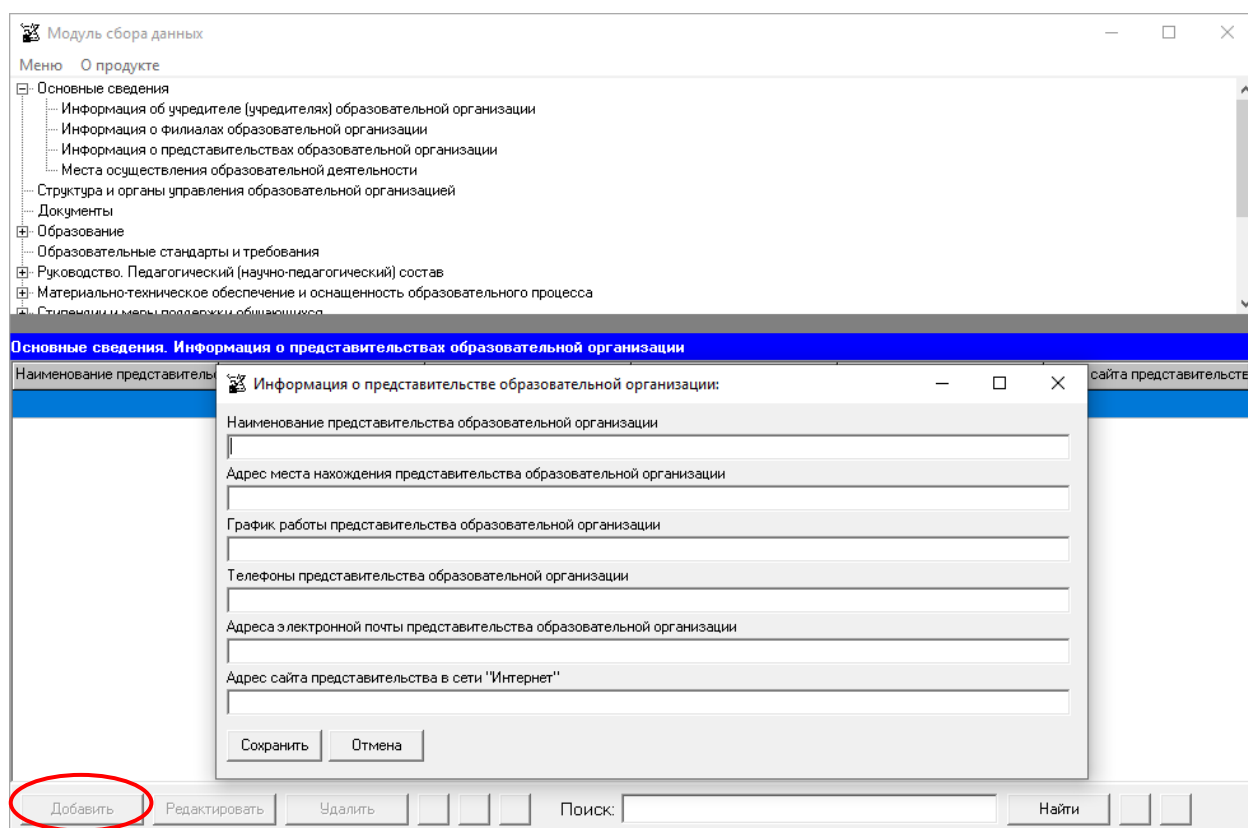 Модуль сбора данных
Меню О продукте
Основные сведения
Информация об учредителе (учредителях) образовательной организации
Информация о филиалах образовательной организации
Информация о представительствах образовательной организации
Места осуществления образовательной деятельности
Структура и органы управления образовательной организацией
Документы
Образование
Образовательные стандарты и требования
Руководство. Педагогический (научно-педагогический) состав
Материально-техническое обеспечение и оснащенность образовательного процесса
Стипендии и меры поддержки обучающихся
Основные сведения. Информация о представительствах образовательной организации
Наименование представитель сайта представительств
Информация о представительстве образовательной организации:
Наименование представительства образовательной организации
Адрес места нахождения представительства образовательной организации
График работы представительства образовательной организации
Телефоны представительства образовательной организации
Адреса электронной почты представительства образовательной организации
Адрес сайта представительства в сети "Интернет"
Сохранить Отмена
Добавить Редактировать Удалить Поиск: Найти